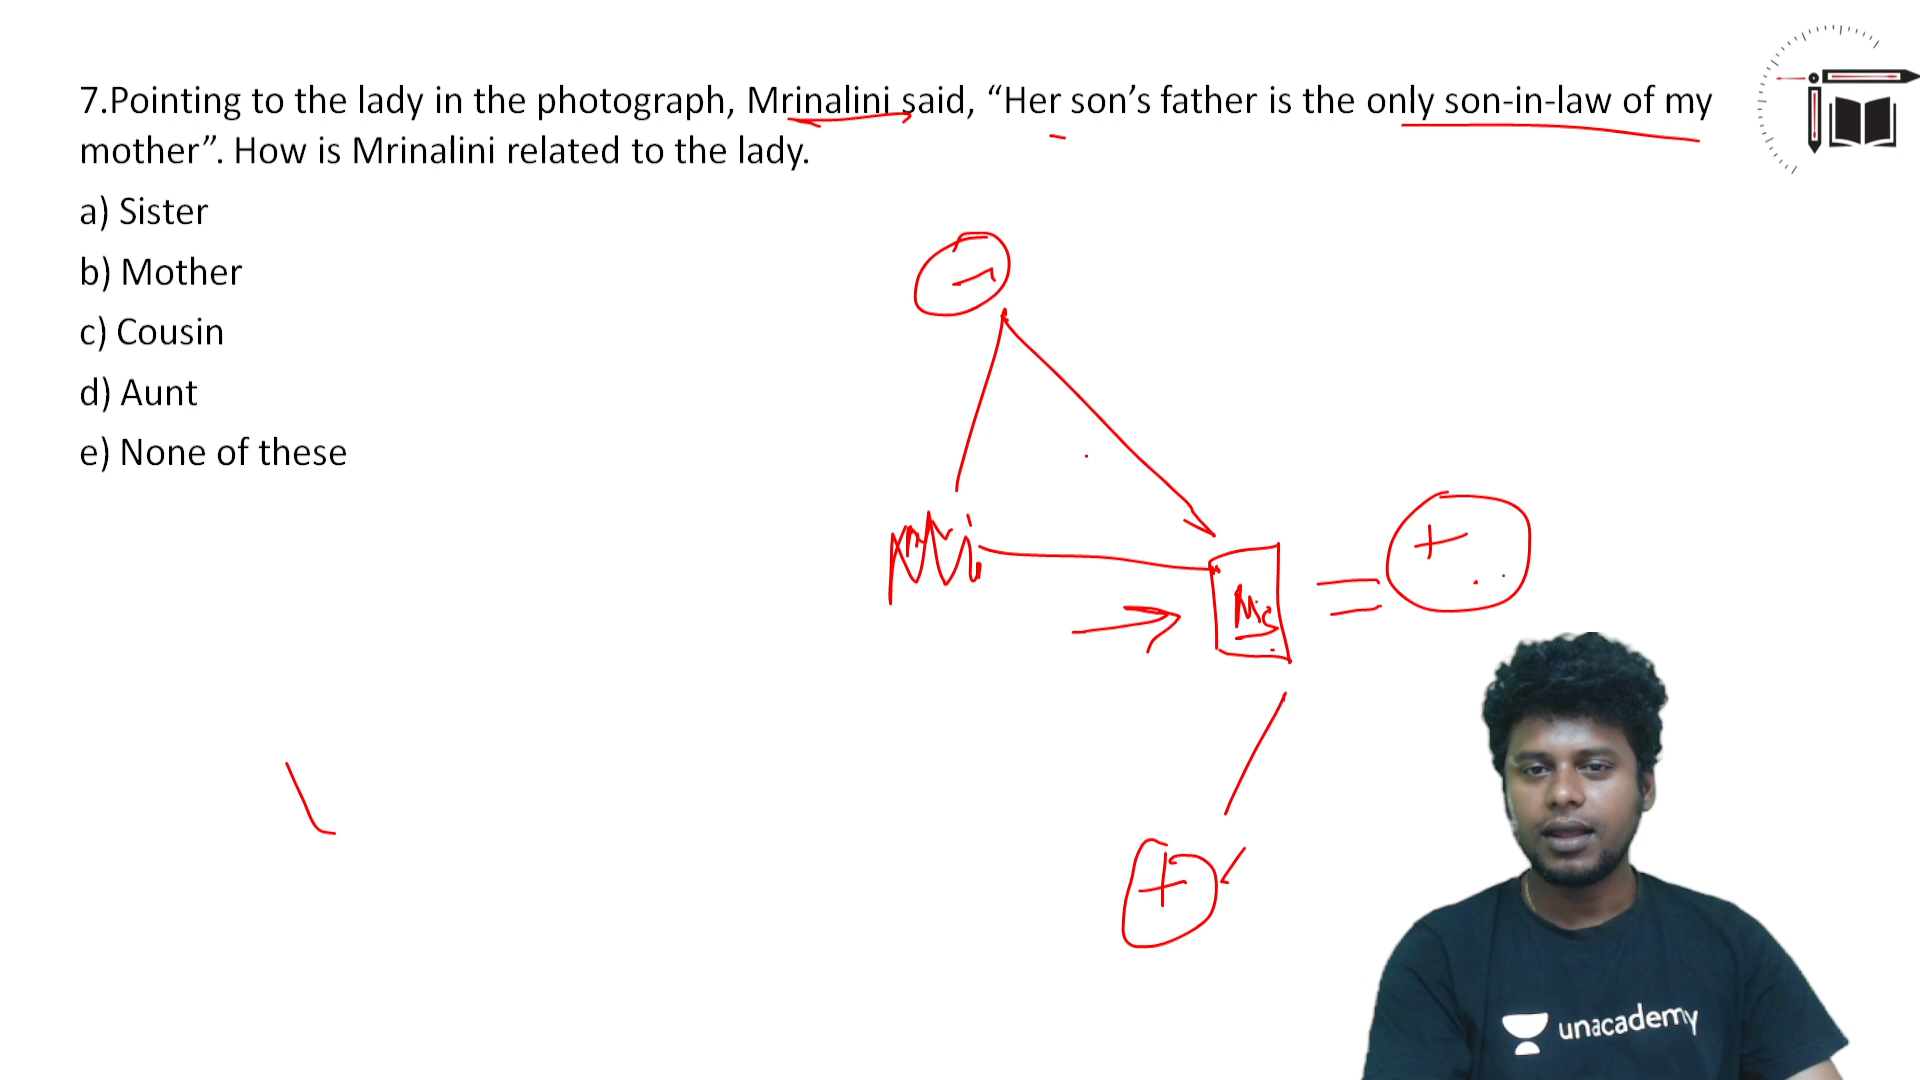 7.Pointing to the lady in the photograph, Mrinalini said, “Her son’s father is the only son-in-law of my
mother”. How is Mrinalini related to the lady.
a) Sister
b) Mother
c) Cousin
d) Aunt
e) None of these
−
+
=
+
unacademy